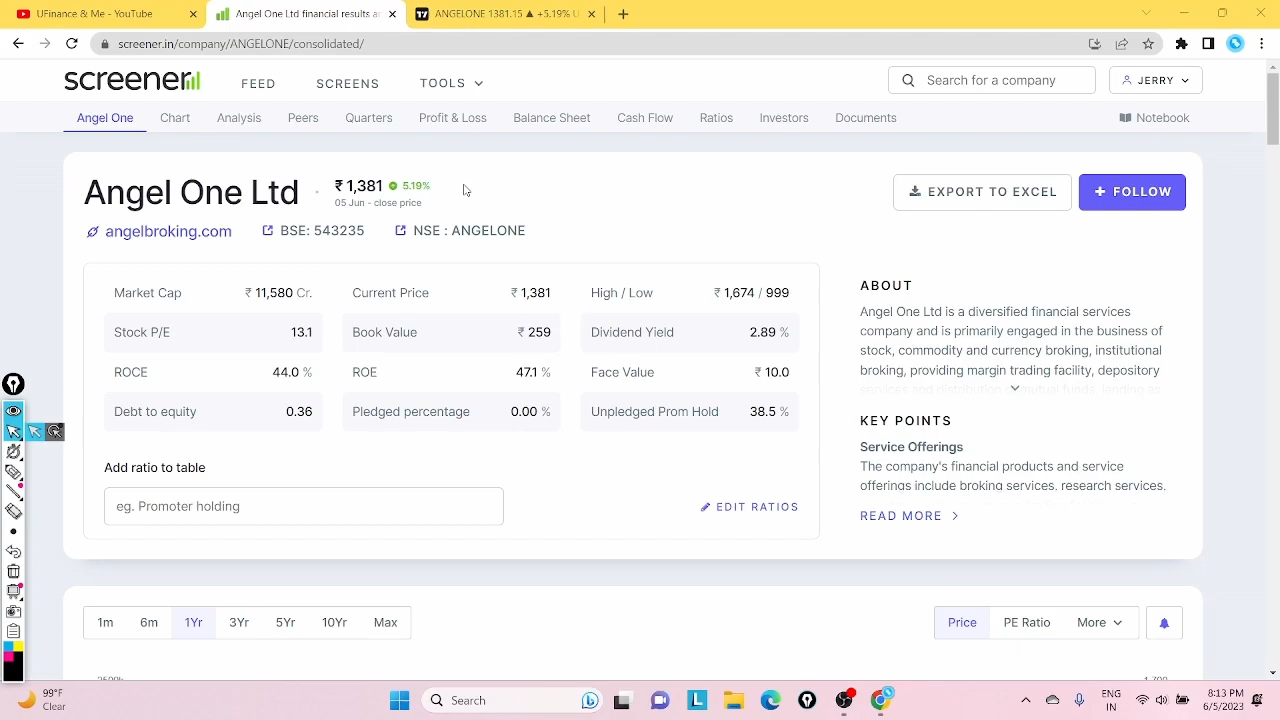 UFinance & Me - YouTube
Angel One Ltd financial results a
ANGELONE 1381.15 ▲ +5.19% U
screener.in/company/ANGELONE/consolidated/
screener
FEED
SCREENS
TOOLS
Search for a company
JERRY
Angel One
Chart
Analysis
Peers
Quarters
Profit & Loss
Balance Sheet
Cash Flow
Ratios
Investors
Documents
Notebook
Angel One Ltd
₹ 1,381 5.19%
05 Jun - close price
EXPORT TO EXCEL
FOLLOW
angelbroking.com
BSE: 543235
NSE : ANGELONE
Market Cap ₹ 11,580 Cr.
Current Price ₹ 1,381
High / Low ₹ 1,674 / 999
Stock P/E 13.1
Book Value ₹ 259
Dividend Yield 2.89 %
ROCE 44.0 %
ROE 47.1 %
Face Value ₹ 10.0
Debt to equity 0.36
Pledged percentage 0.00 %
Unpledged Prom Hold 38.5 %
Add ratio to table
eg. Promoter holding
EDIT RATIOS
ABOUT
Angel One Ltd is a diversified financial services
company and is primarily engaged in the business of
stock, commodity and currency broking, institutional
broking, providing margin trading facility, depository
services and distribution of mutual funds, lending as
KEY POINTS
Service Offerings
The company's financial products and service
offerings include broking services, research services,
READ MORE
1m
6m
1Yr
3Yr
5Yr
10Yr
Max
Price
PE Ratio
More
99°F
Clear
Search
ENG
IN
8:13 PM
6/5/2023